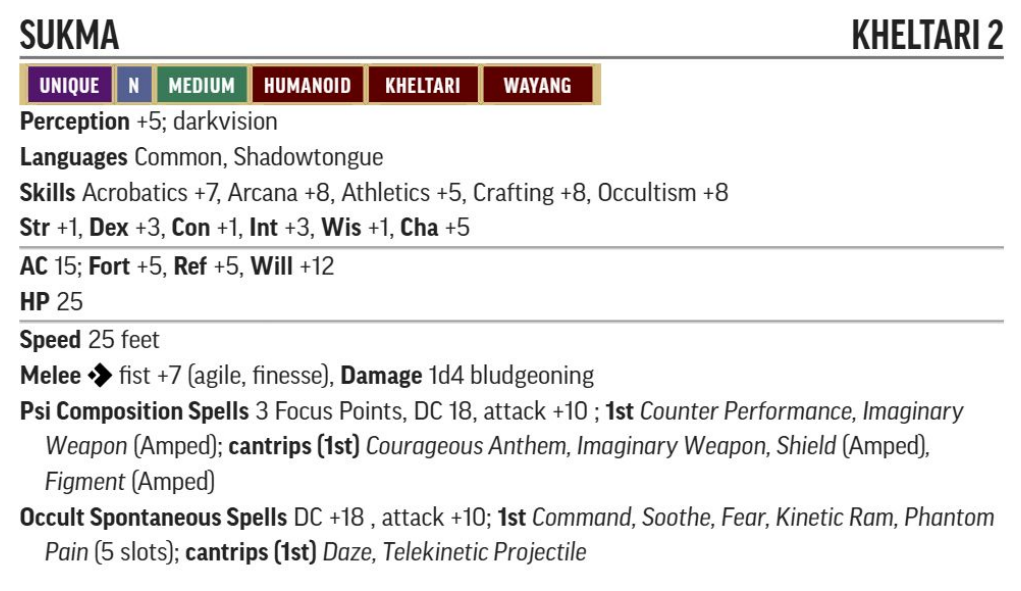 SUKMA KHELTARI 2
UNIQUE N MEDIUM HUMANOID KHELTARI WAYANG
Perception +5; darkvision
Languages Common, Shadowtongue
Skills Acrobatics +7, Arcana +8, Athletics +5, Crafting +8, Occultism +8
Str +1, Dex +3, Con +1, Int +3, Wis +1, Cha +5
AC 15; Fort +5, Ref +5, Will +12
HP 25
Speed 25 feet
Melee fist +7 (agile, finesse), Damage 1d4 bludgeoning
Psi Composition Spells 3 Focus Points, DC 18, attack +10 ; 1st Counter Performance, Imaginary
Weapon (Amped); cantrips (1st) Courageous Anthem, Imaginary Weapon, Shield (Amped),
Figment (Amped)
Occult Spontaneous Spells DC +18 , attack +10; 1st Command, Soothe, Fear, Kinetic Ram, Phantom
Pain (5 slots); cantrips (1st) Daze, Telekinetic Projectile